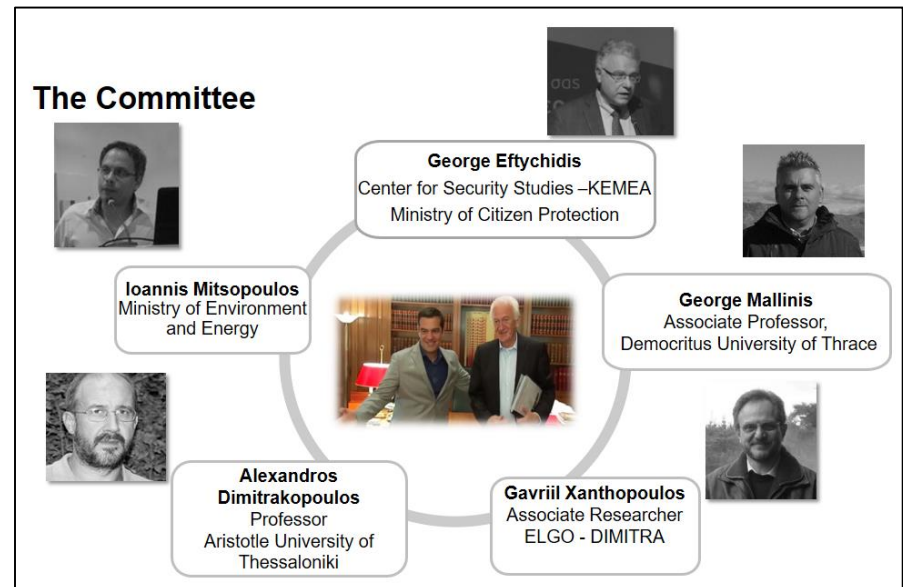 The Committee
George Eftychidis
Center for Security Studies –KEMEA
Ministry of Citizen Protection
Ioannis Mitsopoulos
Ministry of Environment
and Energy
George Mallinis
Associate Professor,
Democritus University of Thrace
Alexandros
Dimitrakopoulos
Professor
Aristotle University of
Thessaloniki
Gavriil Xanthopoulos
Associate Researcher
ELGO - DIMITRA